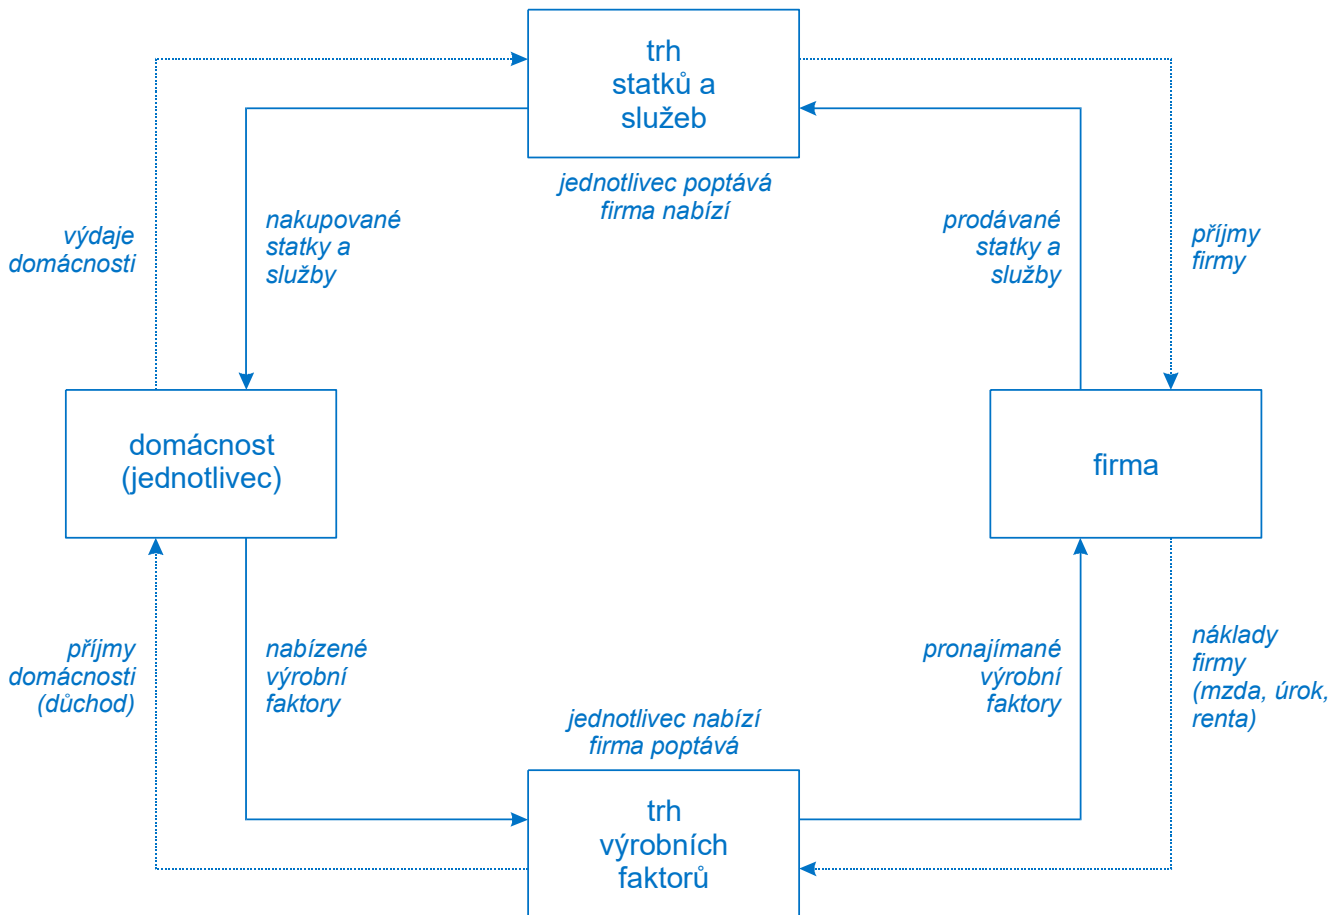 trh
statků a
služeb
jednotlivec poptává
firma nabízí
výdaje
domácnosti
nakupované
statky a
služby
prodávané
statky a
služby
příjmy
firmy
domácnost
(jednotlivec)
firma
příjmy
domácnosti
(důchod)
nabízené
výrobní
faktory
pronajímané
výrobní
faktory
náklady
firmy
(mzda, úrok,
renta)
jednotlivec nabízí
firma poptává
trh
výrobních
faktorů